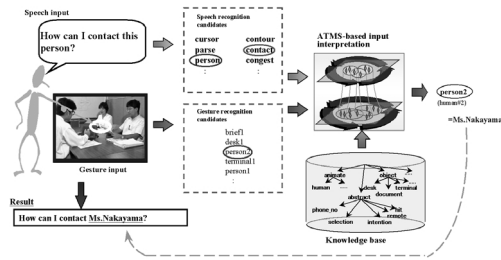 Speech input
How can I contact this
person?
Gesture input
Speech recognition
candidates
cursor contour
parse contact
person congest
: :
Gesture recognition
candidates
brief1
desk1
person2
terminal1
person1
:
ATMS-based input
interpretation
person2
(human#2)
=Ms.Nakayama
animate object ...
human ... desk document terminal
abstract
phone_no hit
remote
selection intention
Knowledge base
Result
How can I contact Ms.Nakayama?